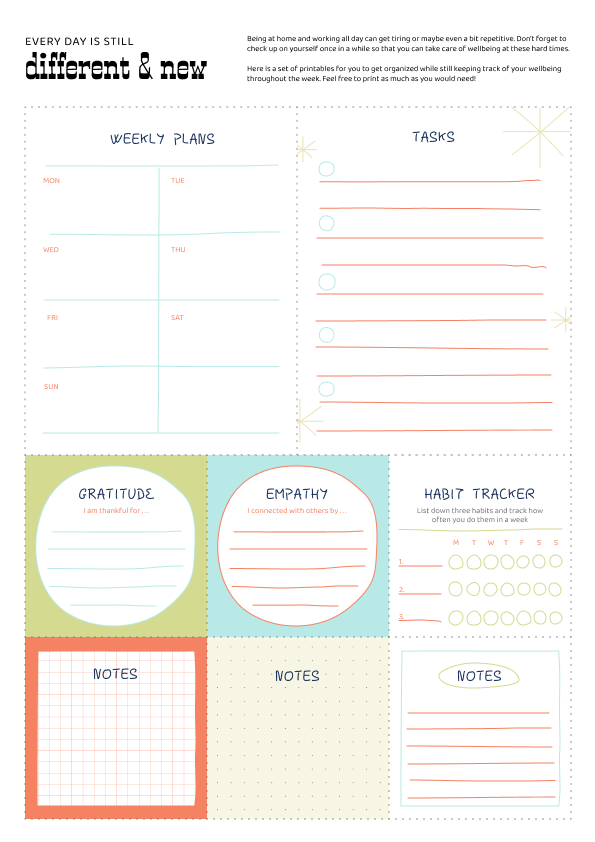 EVERY DAY IS STILL
different & new
Being at home and working all day can get tiring or maybe even a bit repetitive. Don't forget to
check up on yourself once in a while so that you can take care of wellbeing at these hard times.
Here is a set of printables for you to get organized while still keeping track of your wellbeing
throughout the week. Feel free to print as much as you would need!
WEEKLY PLANS
MON
TUE
WED
THU
FRI
SAT
SUN
TASKS
GRATITUDE
I am thankful for . . .
EMPATHY
I connected with others by . . .
HABIT TRACKER
List down three habits and track how
often you do them in a week
M T W T F S S
1.
2.
3.
NOTES
NOTES
NOTES